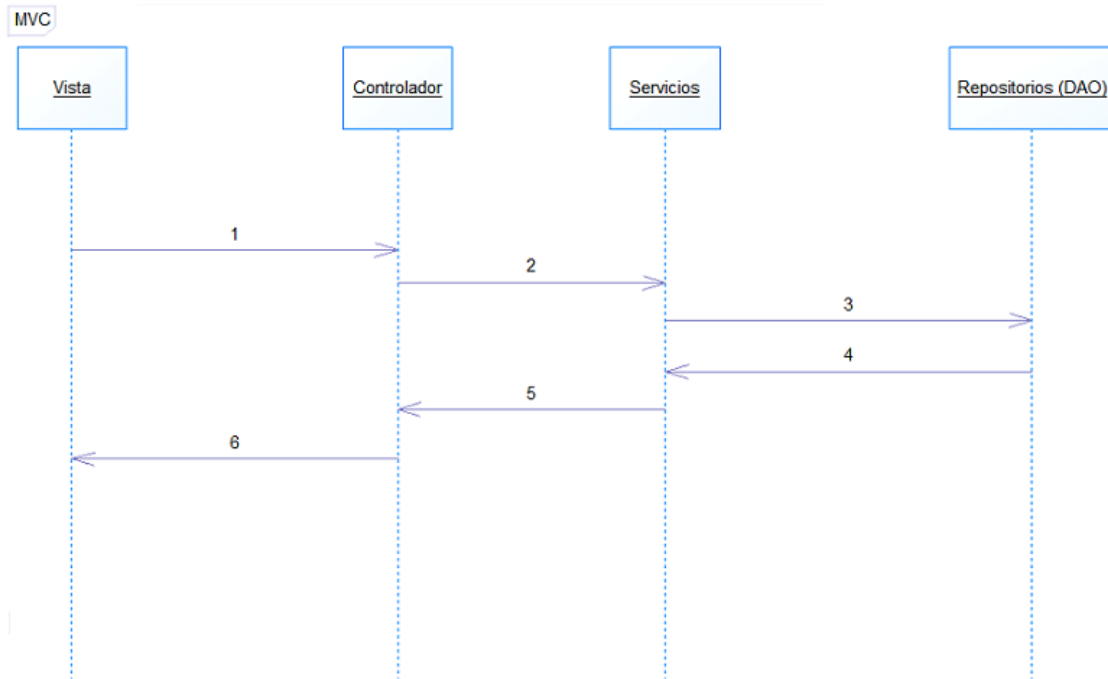 MVC
Vista
Controlador
Servicios
Repositorios (DAO)
1
2
3
4
5
6